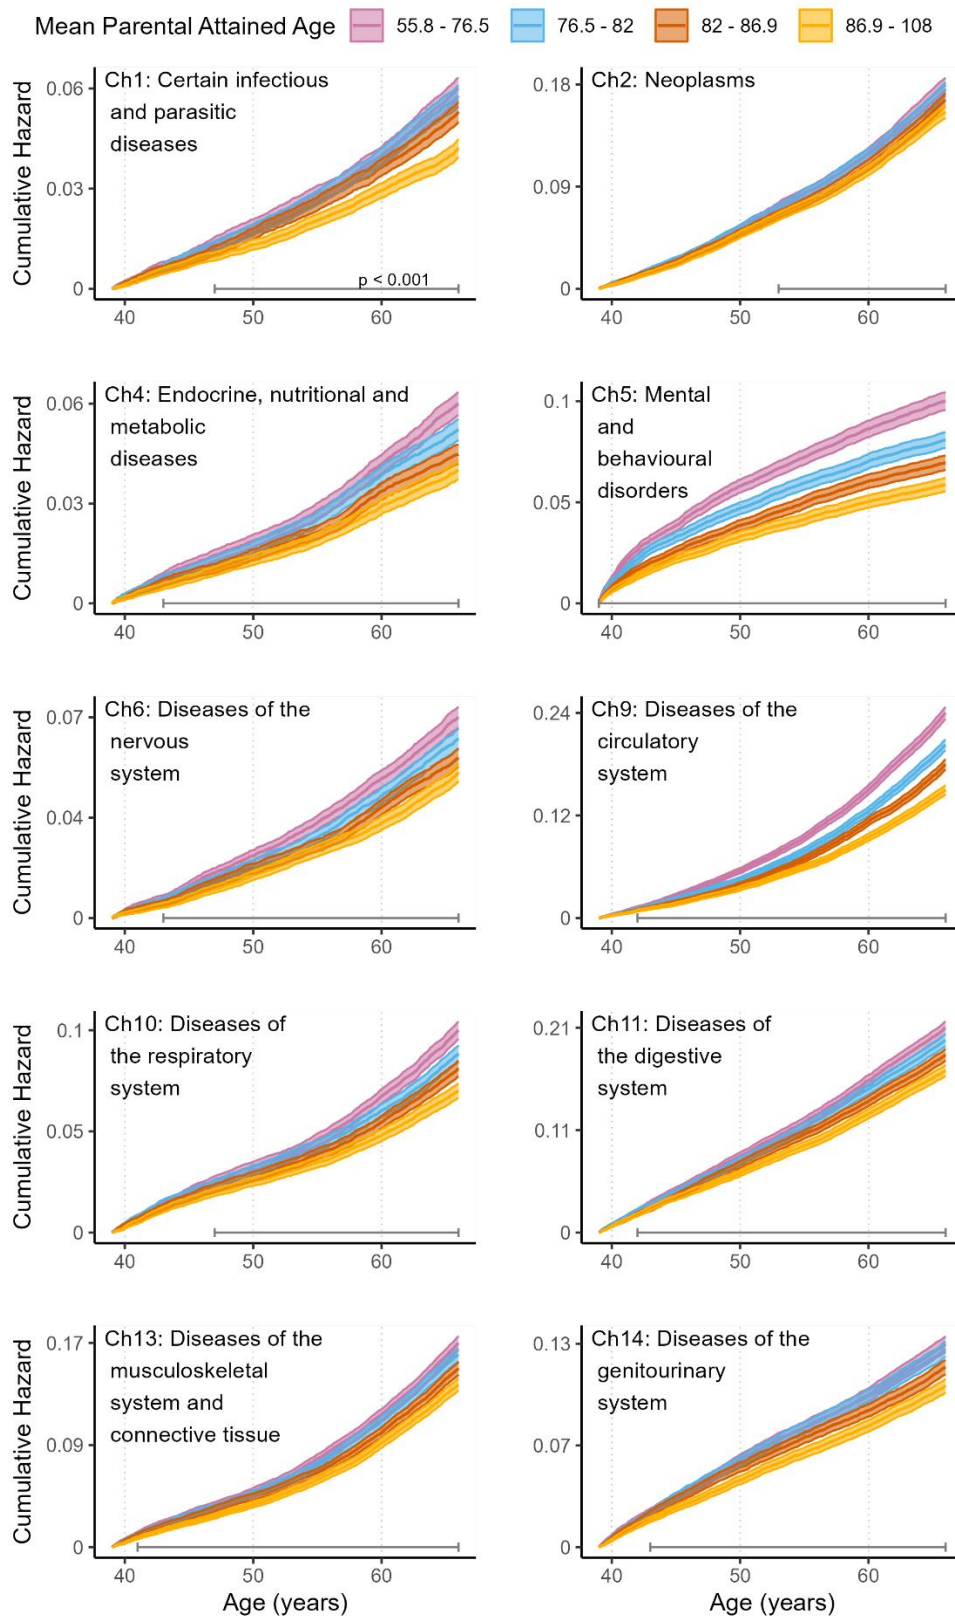 Mean Parental Attained Age 55.8 - 76.5 76.5 - 82 82 - 86.9 86.9 - 108
Cumulative Hazard
0.06
0.03
0
Ch1: Certain infectious
and parasitic
diseases
p < 0.001
40 50 60
0.18
0.09
0
Ch2: Neoplasms
40 50 60
Cumulative Hazard
0.06
0.03
0
Ch4: Endocrine, nutritional and
metabolic
diseases
40 50 60
0.1
0.05
0
Ch5: Mental
and
behavioural
disorders
40 50 60
Cumulative Hazard
0.07
0.04
0
Ch6: Diseases of the
nervous
system
40 50 60
0.24
0.12
0
Ch9: Diseases of the
circulatory
system
40 50 60
Cumulative Hazard
0.1
0.05
0
Ch10: Diseases of
the respiratory
system
40 50 60
0.21
0.11
0
Ch11: Diseases of
the digestive
system
40 50 60
Cumulative Hazard
0.17
0.09
0
Ch13: Diseases of the
musculoskeletal
system and
connective tissue
40 50 60
Age (years)
0.13
0.07
0
Ch14: Diseases of the
genitourinary
system
40 50 60
Age (years)